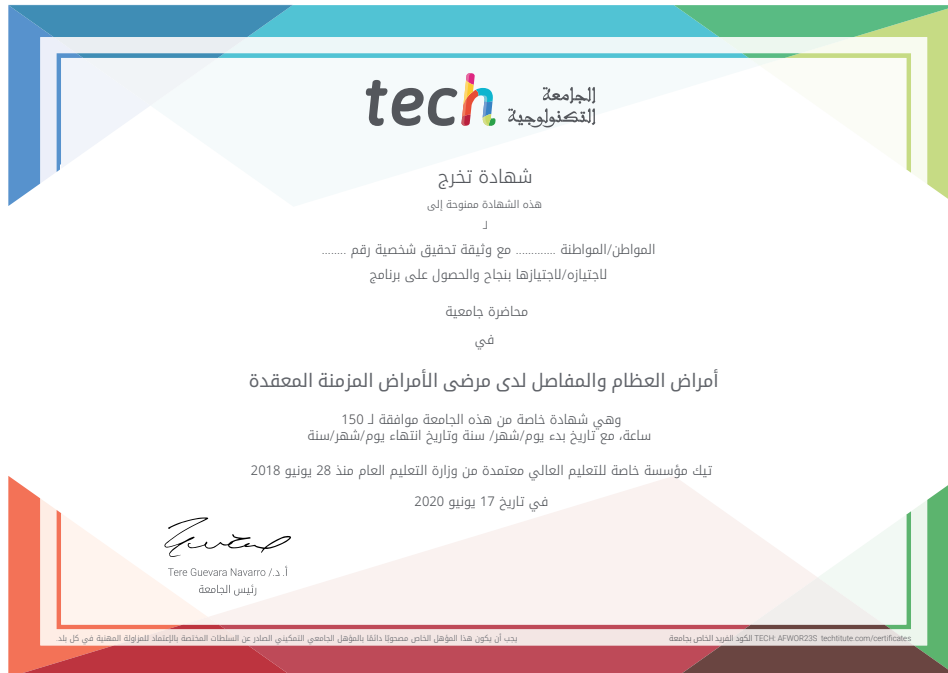 tech الجامعة
التكنولوجية
شهادة تخرج
هذه الشهادة ممنوحة إلى
لـ
المواطن/المواطنة ............ مع وثيقة تحقيق شخصية رقم ........
لاجتيازه/لاجتيازها بنجاح والحصول على برنامج
محاضرة جامعية
في
أمراض العظام والمفاصل لدى مرضى الأمراض المزمنة المعقدة
وهي شهادة خاصة من هذه الجامعة موافقة لـ 150
ساعة، مع تاريخ بدء يوم/شهر/ سنة وتاريخ انتهاء يوم/شهر/سنة
تيك مؤسسة خاصة للتعليم العالي معتمدة من وزارة التعليم العام منذ 28 يونيو 2018
في تاريخ 17 يونيو 2020
أ. د./ Tere Guevara Navarro
رئيس الجامعة
يجب أن يكون هذا المؤهل الخاص مصحوبًا دائمًا بالمؤهل الجامعي التمكيني الصادر عن السلطات المختصة بالإعتماد للمزاولة المهنية في كل بلد.
الكود الفريد الخاص بجامعة TECH: AFWOR23S techtitute.com/certificates